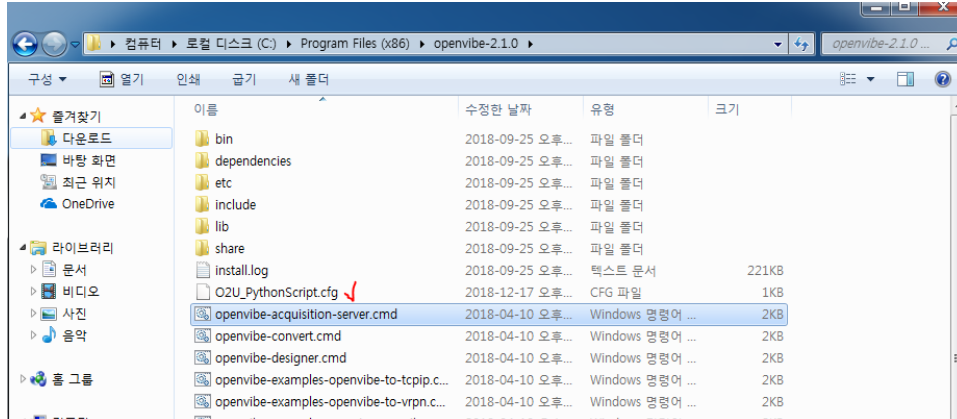 컴퓨터 ▸ 로컬 디스크 (C:) ▸ Program Files (x86) ▸ openvibe-2.1.0 ▸
openvibe-2.1.0 ...
구성 ▼ 열기 인쇄 굽기 새 폴더
이름 수정한 날짜 유형 크기
즐겨찾기
다운로드
바탕 화면
최근 위치
OneDrive
라이브러리
문서
비디오
사진
음악
홈 그룹
bin 2018-09-25 오후... 파일 폴더
dependencies 2018-09-25 오후... 파일 폴더
etc 2018-09-25 오후... 파일 폴더
include 2018-09-25 오후... 파일 폴더
lib 2018-09-25 오후... 파일 폴더
share 2018-09-25 오후... 파일 폴더
install.log 2018-09-25 오후... 텍스트 문서 221KB
O2U_PythonScript.cfg 2018-12-17 오후... CFG 파일 1KB
openvibe-acquisition-server.cmd 2018-04-10 오후... Windows 명령어 ... 2KB
openvibe-convert.cmd 2018-04-10 오후... Windows 명령어 ... 2KB
openvibe-designer.cmd 2018-04-10 오후... Windows 명령어 ... 2KB
openvibe-examples-openvibe-to-tcpip.c... 2018-04-10 오후... Windows 명령어 ... 2KB
openvibe-examples-openvibe-to-vrpn.c... 2018-04-10 오후... Windows 명령어 ... 2KB